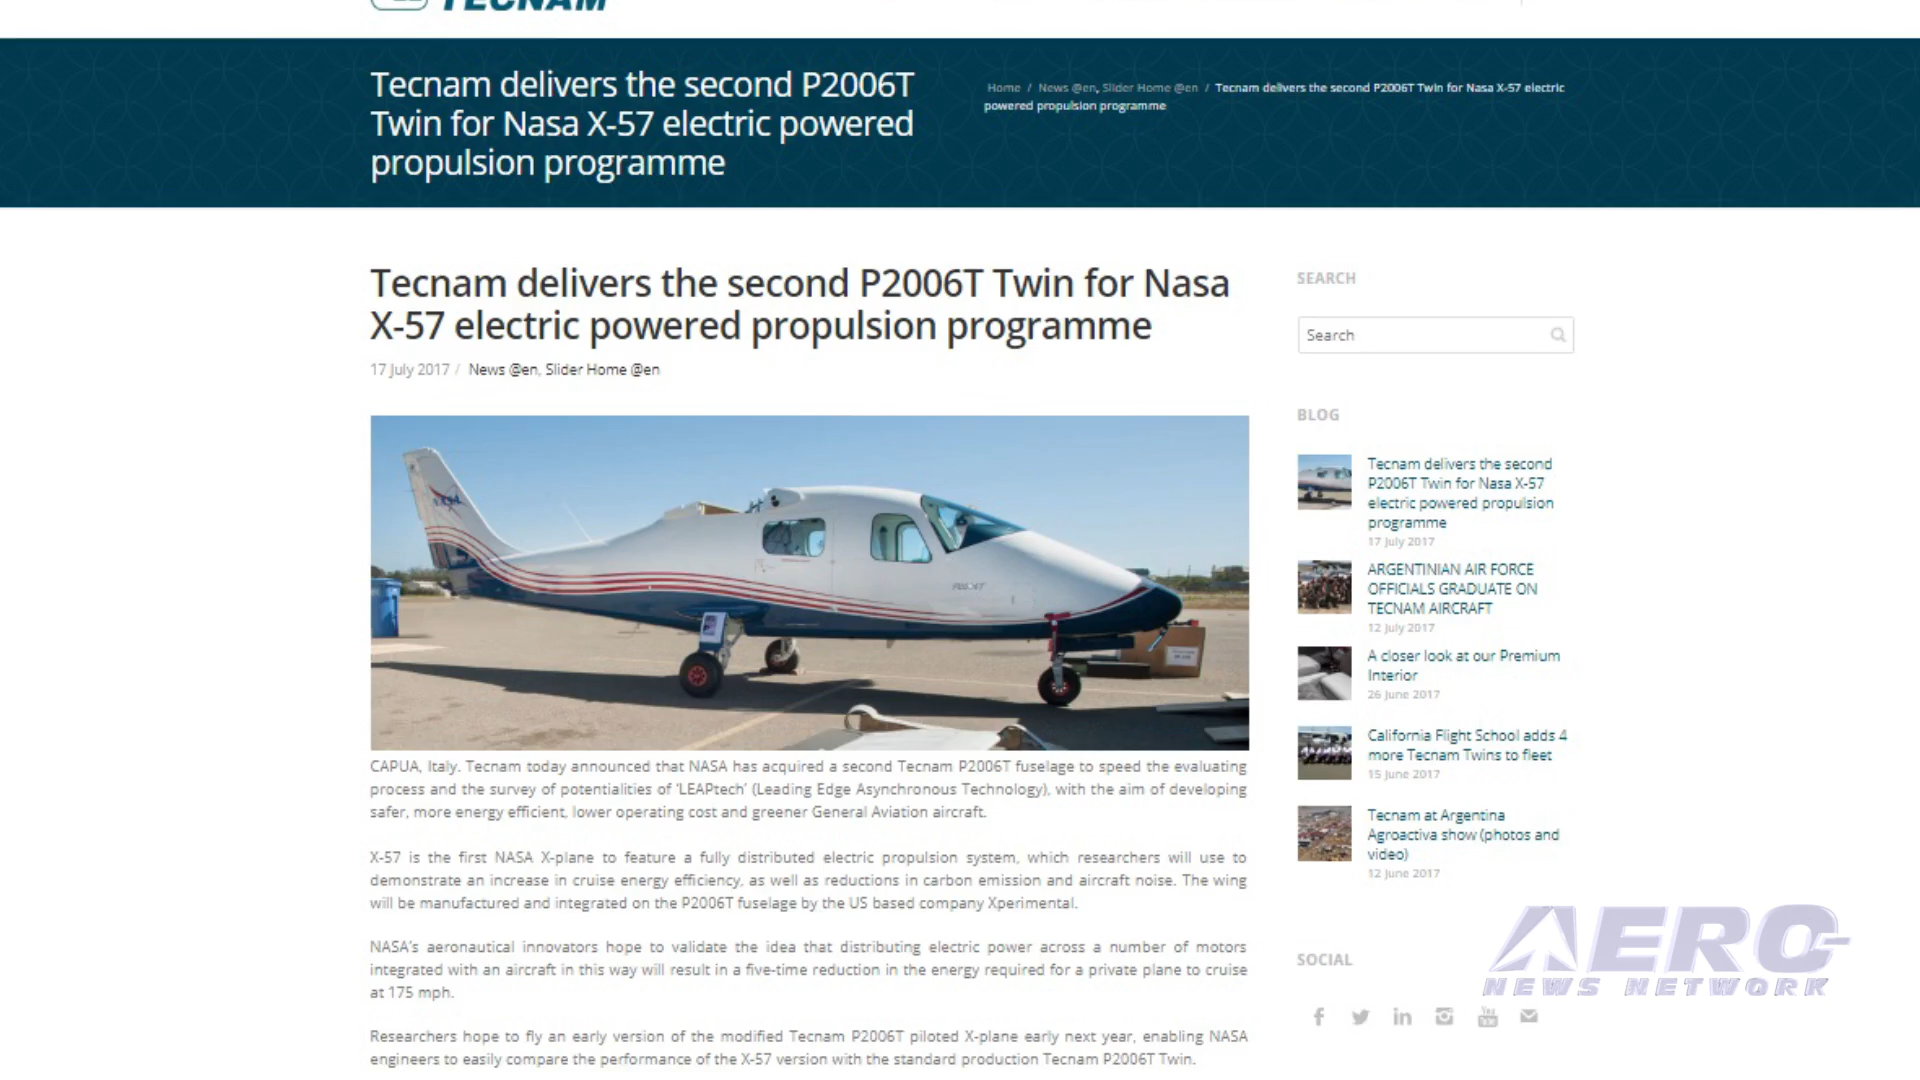 TECNAM
Tecnam delivers the second P2006T
Twin for Nasa X-57 electric powered
propulsion programme
Home / News @en, Slider Home @en / Tecnam delivers the second P2006T Twin for Nasa X-57 electric
powered propulsion programme
Tecnam delivers the second P2006T Twin for Nasa
X-57 electric powered propulsion programme
17 July 2017 / News @en, Slider Home @en
NASA
CAPUA, Italy. Tecnam today announced that NASA has acquired a second Tecnam P2006T fuselage to speed the evaluating
process and the survey of potentialities of 'LEAPtech' (Leading Edge Asynchronous Technology), with the aim of developing
safer, more energy efficient, lower operating cost and greener General Aviation aircraft.
X-57 is the first NASA X-plane to feature a fully distributed electric propulsion system, which researchers will use to
demonstrate an increase in cruise energy efficiency, as well as reductions in carbon emission and aircraft noise. The wing
will be manufactured and integrated on the P2006T fuselage by the US based company Xperimental.
NASA's aeronautical innovators hope to validate the idea that distributing electric power across a number of motors
integrated with an aircraft in this way will result in a five-time reduction in the energy required for a private plane to cruise
at 175 mph.
Researchers hope to fly an early version of the modified Tecnam P2006T piloted X-plane early next year, enabling NASA
engineers to easily compare the performance of the X-57 version with the standard production Tecnam P2006T Twin.
SEARCH
Search
BLOG
Tecnam delivers the second
P2006T Twin for Nasa X-57
electric powered propulsion
programme
17 July 2017
ARGENTINIAN AIR FORCE
OFFICIALS GRADUATE ON
TECNAM AIRCRAFT
12 July 2017
A closer look at our Premium
Interior
26 June 2017
California Flight School adds 4
more Tecnam Twins to fleet
15 June 2017
Tecnam at Argentina
Agroactiva show (photos and
video)
12 June 2017
SOCIAL
AERO
NEWS NETWORK